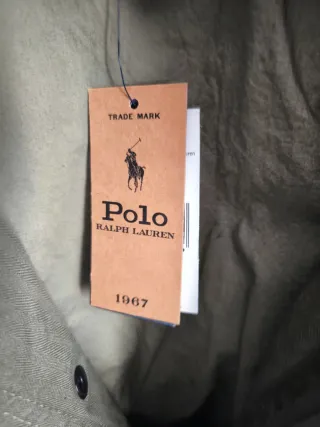 TRADE MARK
Polo
RALPH LAUREN
1967